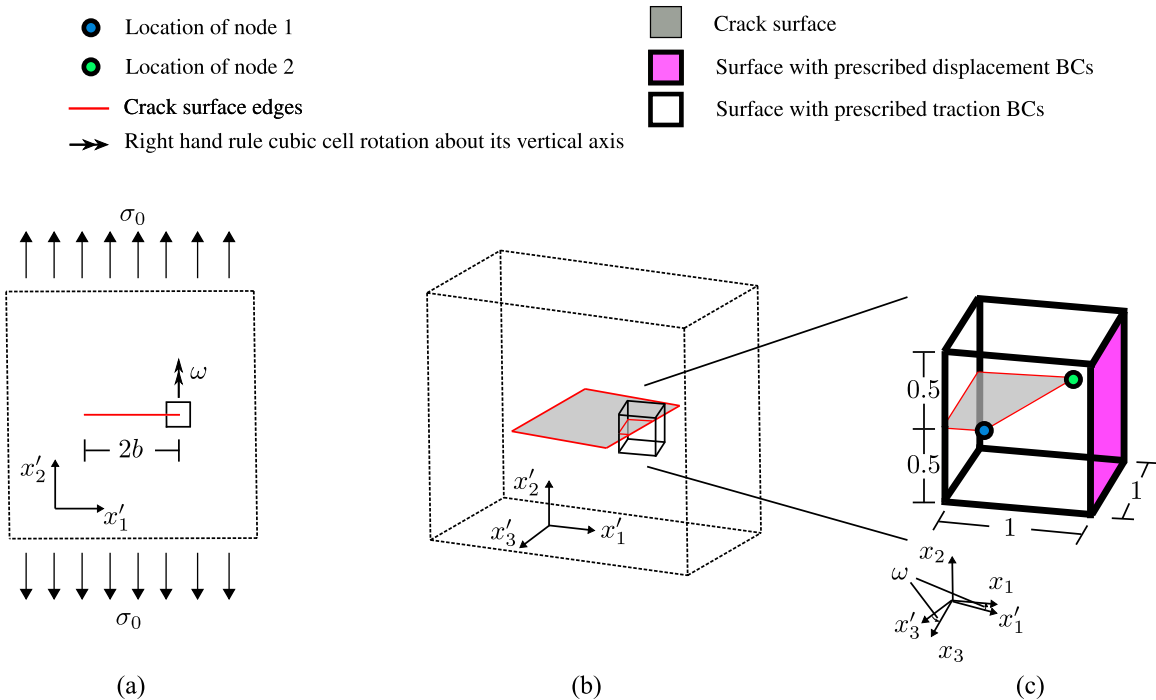 Location of node 1
Location of node 2
Crack surface edges
Right hand rule cubic cell rotation about its vertical axis
Crack surface
Surface with prescribed displacement BCs
Surface with prescribed traction BCs
σ₀
ω
2b
x′₂
x′₁
σ₀
(a)
x′₂
x′₁
x′₃
(b)
0.5
0.5
1
1
x₂
ω
x₁
x′₁
x′₃
x₃
(c)